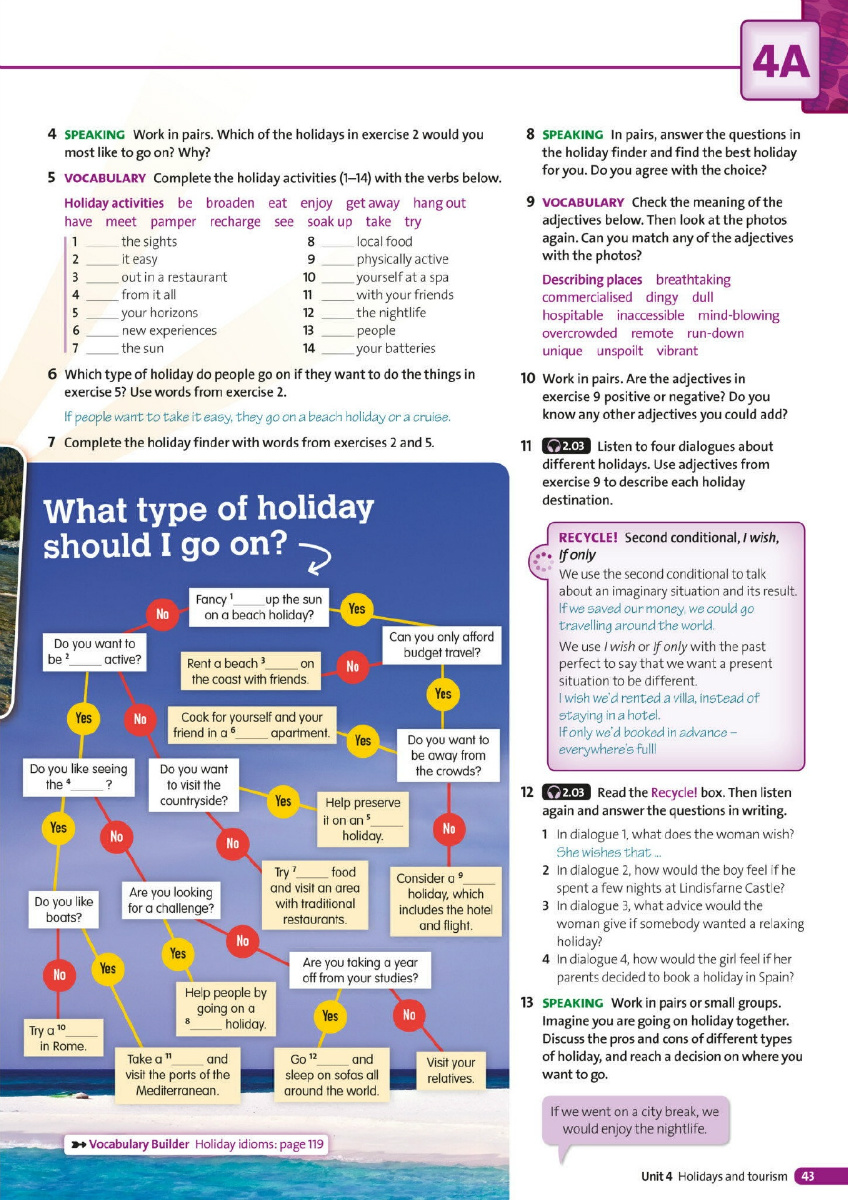 4A
4 SPEAKING Work in pairs. Which of the holidays in exercise 2 would you
most like to go on? Why?
5 VOCABULARY Complete the holiday activities (1–14) with the verbs below.
Holiday activities be broaden eat enjoy get away hang out
have meet pamper recharge see soak up take try
1 _____ the sights
2 _____ it easy
3 _____ out in a restaurant
4 _____ from it all
5 _____ your horizons
6 _____ new experiences
7 _____ the sun
8 _____ local food
9 _____ physically active
10 _____ yourself at a spa
11 _____ with your friends
12 _____ the nightlife
13 _____ people
14 _____ your batteries
6 Which type of holiday do people go on if they want to do the things in
exercise 5? Use words from exercise 2.
If people want to take it easy, they go on a beach holiday or a cruise.
7 Complete the holiday finder with words from exercises 2 and 5.
What type of holiday
should I go on?
Fancy 1 _____ up the sun
on a beach holiday?
No
Yes
Do you want to
be 2 _____ active?
Can you only afford
budget travel?
Rent a beach 3 _____ on
the coast with friends.
No
Yes
Yes
No
Cook for yourself and your
friend in a 6 _____ apartment.
Yes
Do you want to
be away from
the crowds?
Do you like seeing
the 4 _____ ?
Do you want
to visit the
countryside?
Yes
Help preserve
it on an 5 _____
holiday.
No
Yes
No
No
Try 7 _____ food
and visit an area
with traditional
restaurants.
Consider a 9 _____
holiday, which
includes the hotel
and flight.
Do you like
boats?
Are you looking
for a challenge?
No
Yes
No
Yes
Are you taking a year
off from your studies?
Help people by
going on a
8 _____ holiday.
Yes
No
Try a 10 _____
in Rome.
Take a 11 _____ and
visit the ports of the
Mediterranean.
Go 12 _____ and
sleep on sofas all
around the world.
Visit your
relatives.
Vocabulary Builder Holiday idioms: page 119
8 SPEAKING In pairs, answer the questions in
the holiday finder and find the best holiday
for you. Do you agree with the choice?
9 VOCABULARY Check the meaning of the
adjectives below. Then look at the photos
again. Can you match any of the adjectives
with the photos?
Describing places breathtaking
commercialised dingy dull
hospitable inaccessible mind-blowing
overcrowded remote run-down
unique unspoilt vibrant
10 Work in pairs. Are the adjectives in
exercise 9 positive or negative? Do you
know any other adjectives you could add?
11 2.03 Listen to four dialogues about
different holidays. Use adjectives from
exercise 9 to describe each holiday
destination.
RECYCLE! Second conditional, I wish,
If only
We use the second conditional to talk
about an imaginary situation and its result.
If we saved our money, we could go
travelling around the world.
We use I wish or If only with the past
perfect to say that we want a present
situation to be different.
I wish we'd rented a villa, instead of
staying in a hotel.
If only we'd booked in advance –
everywhere's full!
12 2.03 Read the Recycle! box. Then listen
again and answer the questions in writing.
1 In dialogue 1, what does the woman wish?
She wishes that ...
2 In dialogue 2, how would the boy feel if he
spent a few nights at Lindisfarne Castle?
3 In dialogue 3, what advice would the
woman give if somebody wanted a relaxing
holiday?
4 In dialogue 4, how would the girl feel if her
parents decided to book a holiday in Spain?
13 SPEAKING Work in pairs or small groups.
Imagine you are going on holiday together.
Discuss the pros and cons of different types
of holiday, and reach a decision on where you
want to go.
If we went on a city break, we
would enjoy the nightlife.
Unit 4 Holidays and tourism 43